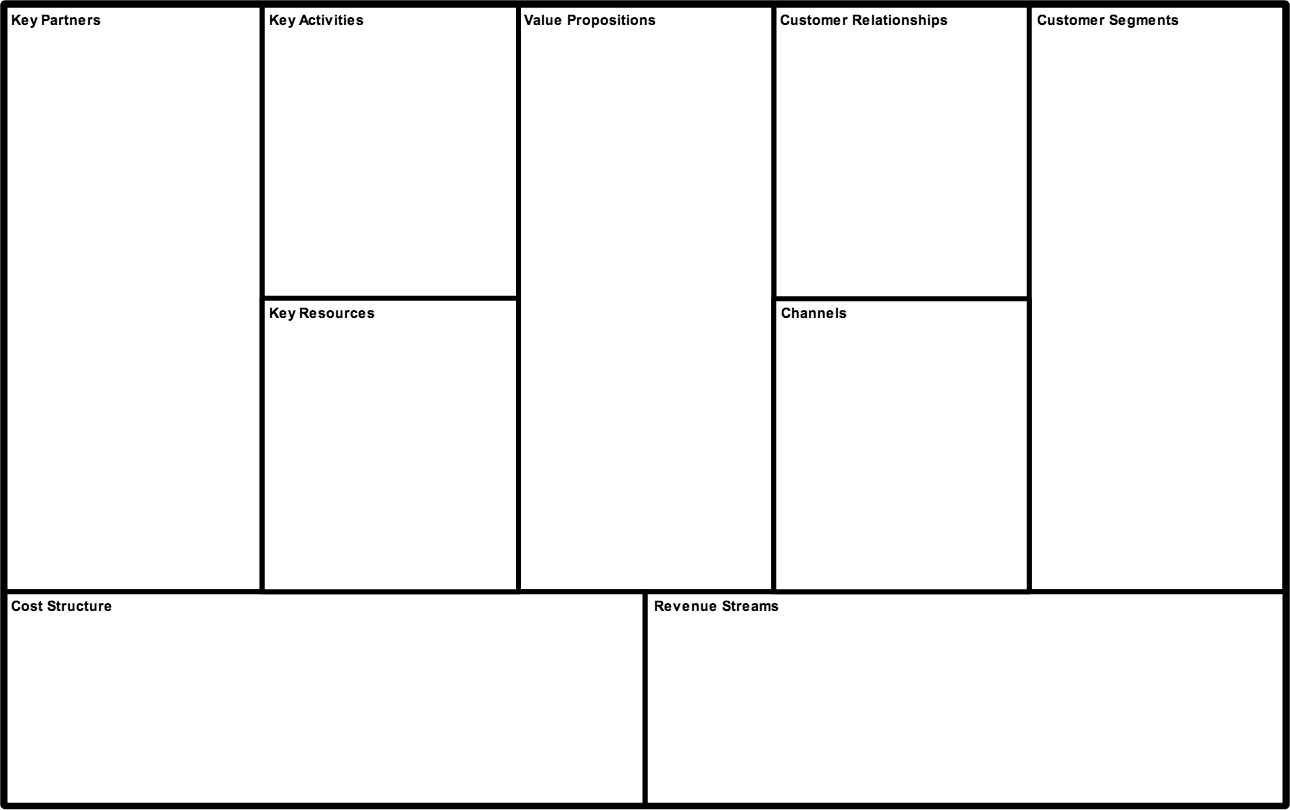 Key Partners
Key Activities
Value Propositions
Customer Relationships
Customer Segments
Key Resources
Channels
Cost Structure
Revenue Streams